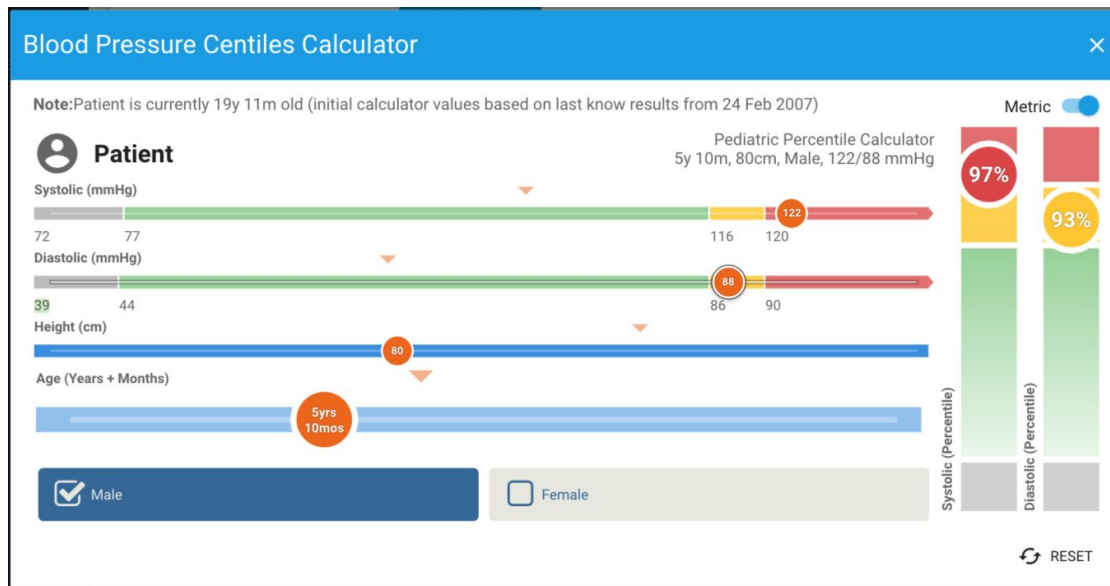 Blood Pressure Centiles Calculator
Note:Patient is currently 19y 11m old (initial calculator values based on last know results from 24 Feb 2007)
Metric
Patient
Pediatric Percentile Calculator
5y 10m, 80cm, Male, 122/88 mmHg
Systolic (mmHg)
122
72 77 116 120
Diastolic (mmHg)
88
39 44 86 90
Height (cm)
80
Age (Years + Months)
5yrs
10mos
Male
Female
97%
93%
Systolic (Percentile)
Diastolic (Percentile)
RESET